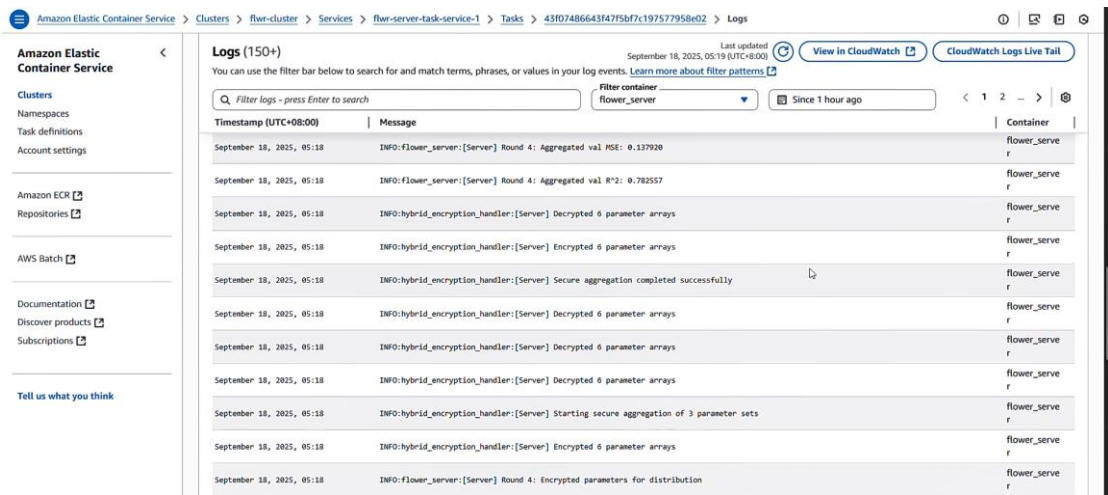 Amazon Elastic Container Service > Clusters > flwr-cluster > Services > flwr-server-task-service-1 > Tasks > 43f07486643f47f5bf7c197577958e02 > Logs
Amazon Elastic
Container Service
Clusters
Namespaces
Task definitions
Account settings
Amazon ECR
Repositories
AWS Batch
Documentation
Discover products
Subscriptions
Tell us what you think
Logs (150+)
Last updated
September 18, 2025, 05:19 (UTC+8:00)
View in CloudWatch
CloudWatch Logs Live Tail
You can use the filter bar below to search for and match terms, phrases, or values in your log events. Learn more about filter patterns
Filter logs - press Enter to search
Filter container
flower_server
Since 1 hour ago
< 1 2 ... >
Timestamp (UTC+08:00) Message Container
September 18, 2025, 05:18 INFO:flower_server:[Server] Round 4: Aggregated val MSE: 0.137920 flower_serve
r
September 18, 2025, 05:18 INFO:flower_server:[Server] Round 4: Aggregated val R^2: 0.782557 flower_serve
r
September 18, 2025, 05:18 INFO:hybrid_encryption_handler:[Server] Decrypted 6 parameter arrays flower_serve
r
September 18, 2025, 05:18 INFO:hybrid_encryption_handler:[Server] Encrypted 6 parameter arrays flower_serve
r
September 18, 2025, 05:18 INFO:hybrid_encryption_handler:[Server] Secure aggregation completed successfully flower_serve
r
September 18, 2025, 05:18 INFO:hybrid_encryption_handler:[Server] Decrypted 6 parameter arrays flower_serve
r
September 18, 2025, 05:18 INFO:hybrid_encryption_handler:[Server] Decrypted 6 parameter arrays flower_serve
r
September 18, 2025, 05:18 INFO:hybrid_encryption_handler:[Server] Decrypted 6 parameter arrays flower_serve
r
September 18, 2025, 05:18 INFO:hybrid_encryption_handler:[Server] Starting secure aggregation of 3 parameter sets flower_serve
r
September 18, 2025, 05:18 INFO:hybrid_encryption_handler:[Server] Encrypted 6 parameter arrays flower_serve
r
September 18, 2025, 05:18 INFO:flower_server:[Server] Round 4: Encrypted parameters for distribution flower_serve
r